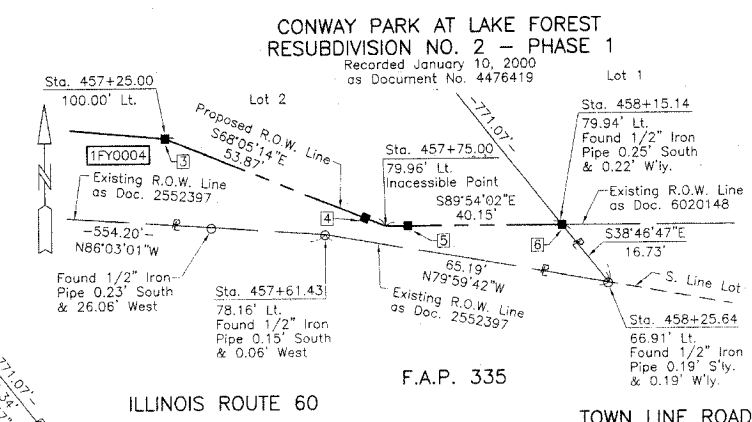 CONWAY PARK AT LAKE FOREST
RESUBDIVISION NO. 2 – PHASE 1
Recorded January 10, 2000
as Document No. 4476419
Sta. 457+25.00
100.00' Lt.
Lot 2
Lot 1
Proposed R.O.W. Line
S68°05'14"E
53.87'
-771.07'-
Sta. 458+15.14
79.94' Lt.
Found 1/2" Iron
Pipe 0.25' South
& 0.22' W'ly.
Sta. 457+75.00
79.96' Lt.
Inacessible Point
S89°54'02"E
40.15'
N
1FY0004
3
Existing R.O.W. Line
as Doc. 2552397
Existing R.O.W. Line
as Doc. 6020148
4
5
6
-554.20'-
N86°03'01"W
P
P
P
S38°46'47"E
16.73'
65.19'
N79°59'42"W
S. Line Lot
Found 1/2" Iron
Pipe 0.23' South
& 26.06' West
Sta. 457+61.43
78.16' Lt.
Found 1/2" Iron
Pipe 0.15' South
& 0.06' West
Existing R.O.W. Line
as Doc. 2552397
Sta. 458+25.64
66.91' Lt.
Found 1/2" Iron
Pipe 0.19' S'ly.
& 0.19' W'ly.
F.A.P. 335
ILLINOIS ROUTE 60
TOWN LINE ROAD
771.07'-